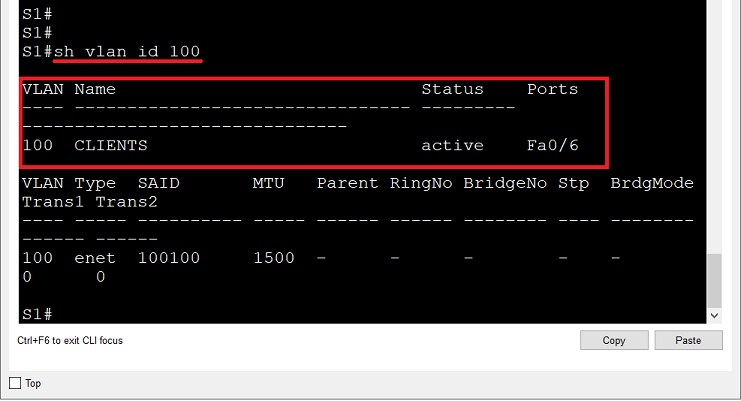 S1#
S1#
S1#sh vlan id 100
VLAN Name                             Status    Ports
---- -------------------------------- ---------
-------------------------------
100  CLIENTS                          active    Fa0/6
VLAN Type  SAID       MTU   Parent RingNo BridgeNo Stp  BrdgMode
Trans1 Trans2
---- ----- ---------- ----- ------ ------ -------- ---- --------
------ ------
100  enet  100100     1500  -      -      -        -    -
0      0
S1#
Ctrl+F6 to exit CLI focus
Copy
Paste
Top